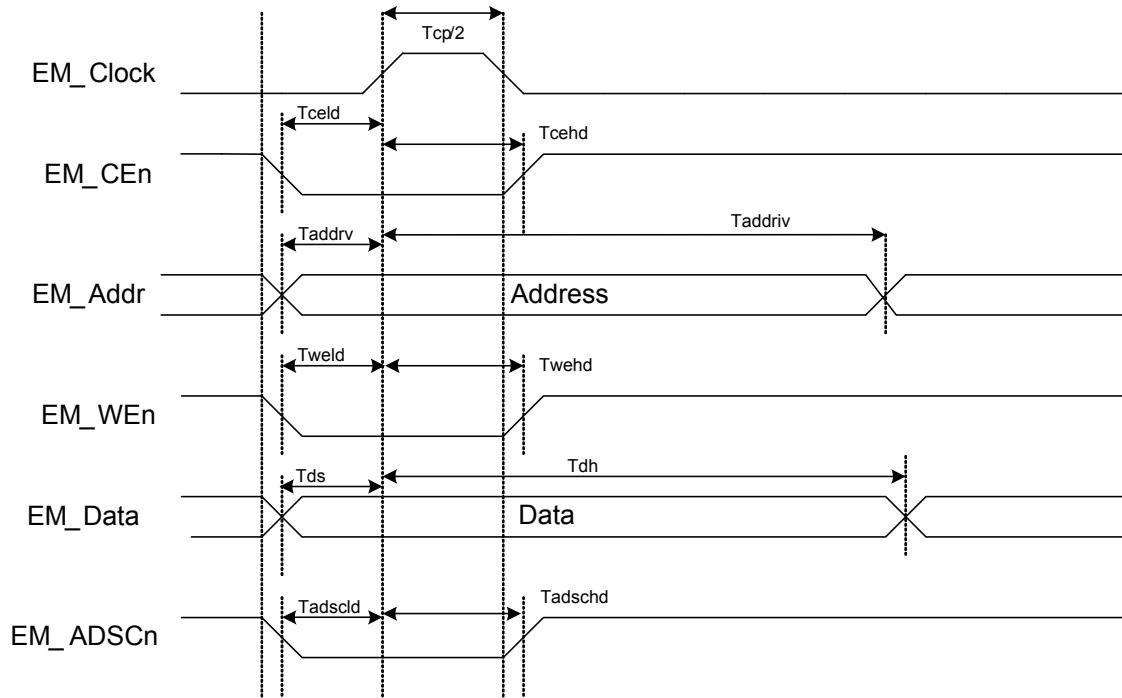 Tcp/2
EM_Clock
Tceld
Tcehd
EM_CEn
Taddrv
Taddriv
EM_Addr
Address
Tweld
Twehd
EM_WEn
Tds
Tdh
EM_Data
Data
Tadscld
Tadschd
EM_ADSCn